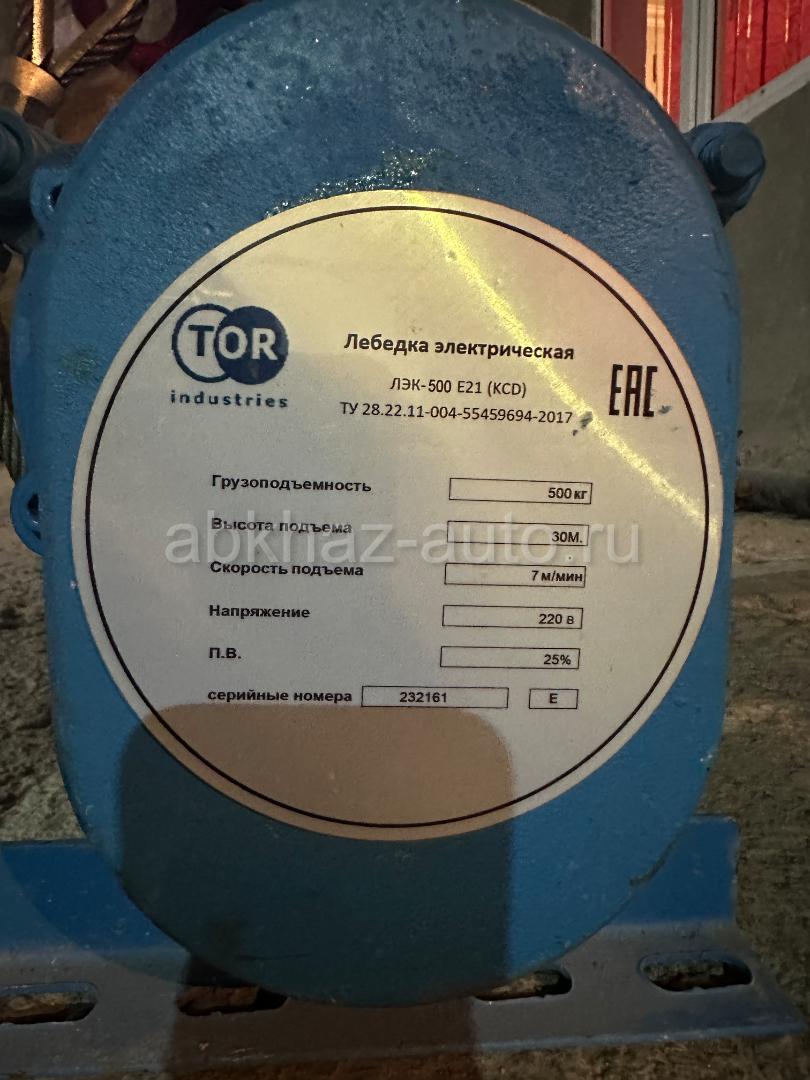 TOR
industries
Лебедка электрическая
ЛЭК-500 E21 (KCD)
ТУ 28.22.11-004-55459694-2017
EAC
Грузоподъемность 500 кг
Высота подъема 30М.
abkhaz-auto.ru
Скорость подъема 7 м/мин
Напряжение 220 в
П.В. 25%
серийные номера 232161 E